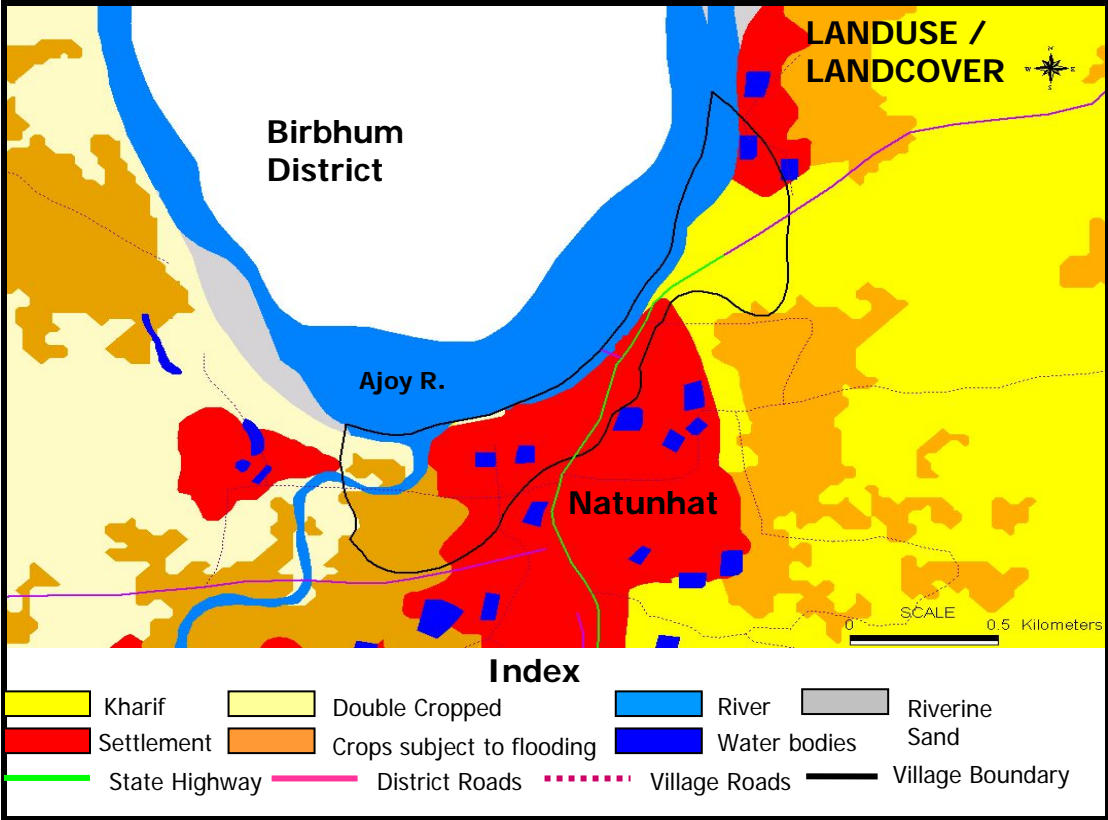 LANDUSE /
LANDCOVER
N
W E
S
Birbhum
District
Ajoy R.
Natunhat
SCALE
0 0.5 Kilometers
Index
Kharif Double Cropped River Riverine
Sand
Settlement Crops subject to flooding Water bodies
State Highway District Roads Village Roads Village Boundary